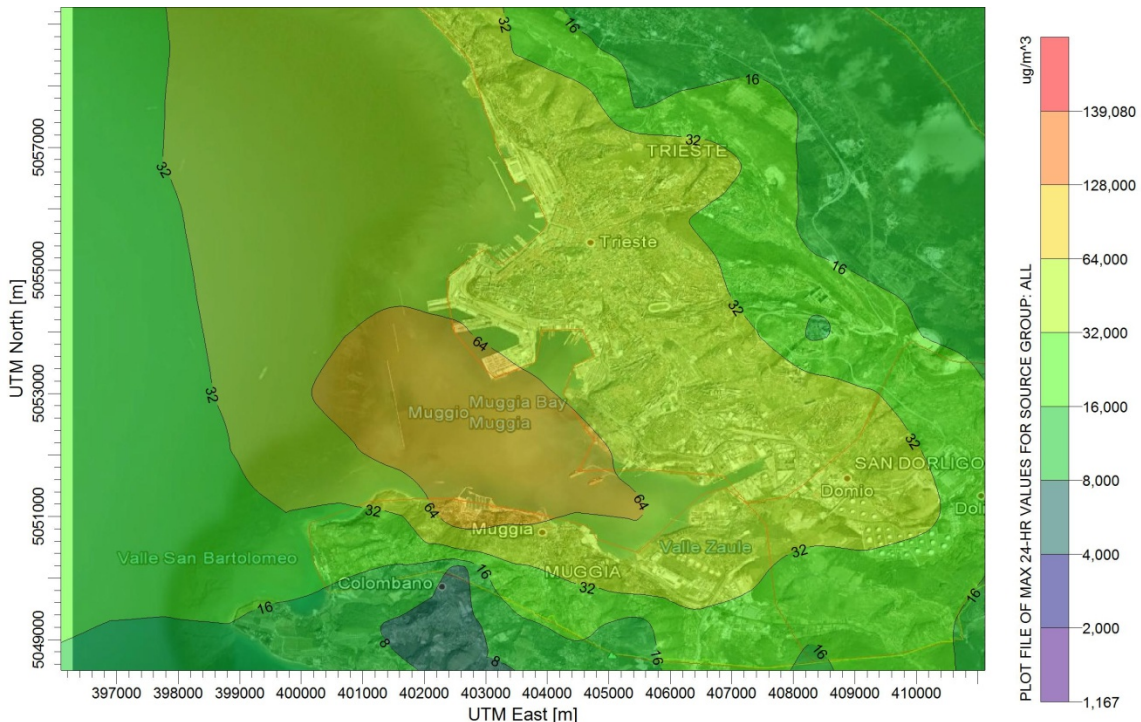 32
32
16
16
ug/m^3
139,080
128,000
64,000
32,000
16,000
8,000
4,000
2,000
1,167
PLOT FILE OF MAX 24-HR VALUES FOR SOURCE GROUP: ALL
UTM North [m]
5057000
5055000
5053000
5051000
5049000
32
TRIESTE
32
Trieste
16
32
64
32
Muggio
Muggia Bay
Muggia
32
SAN DORLIGO
Domio
64
64
32
Muggia
Valle Zaule
32
Valle San Bartolomeo
MUGGIA
Colombano
16
32
16
16
8
8
16
16
397000 398000 399000 400000 401000 402000 403000 404000 405000 406000 407000 408000 409000 410000
UTM East [m]